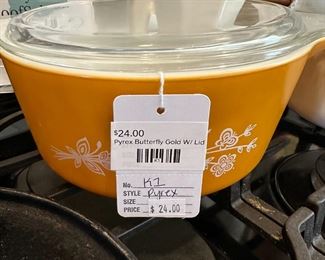 $24.00
Pyrex Butterfly Gold W/ Lid
No. K1
STYLE Pyrex
SIZE
PRICE $ 24.00